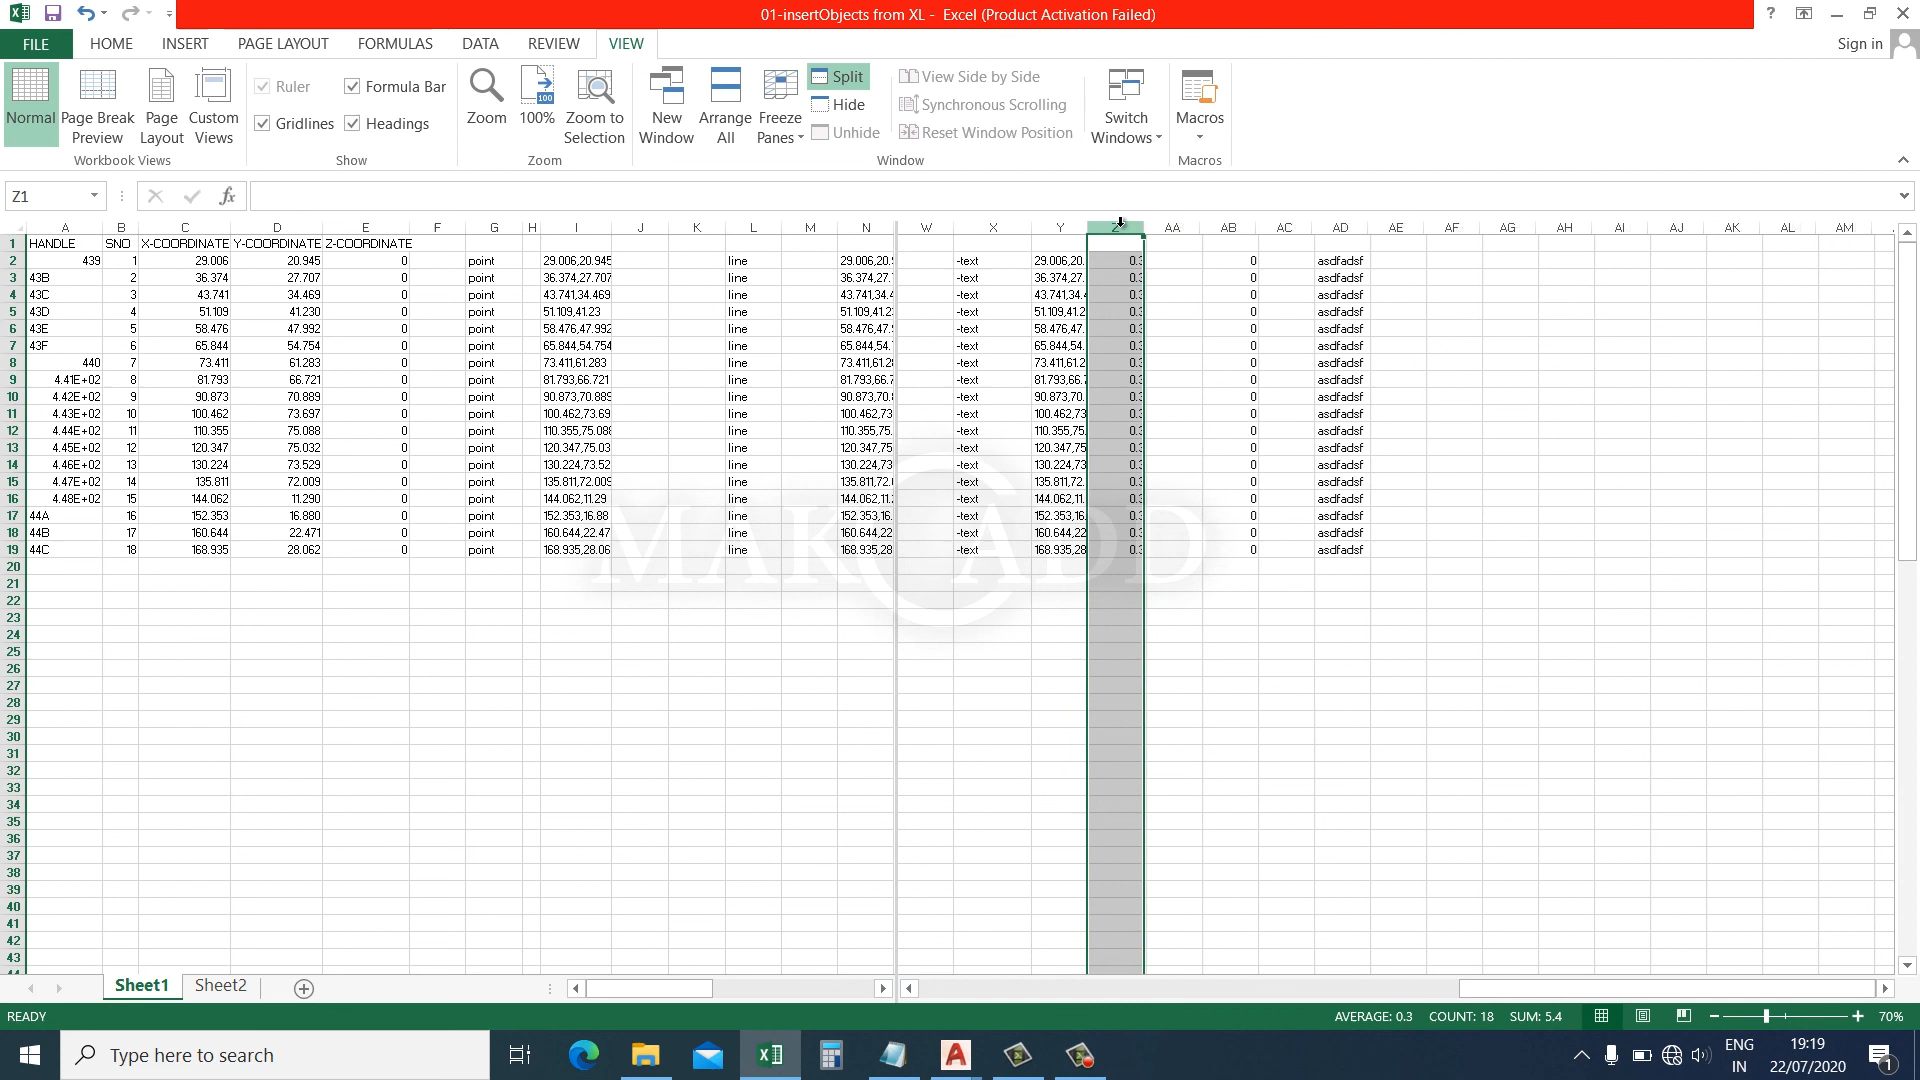 01-insertObjects from XL - Excel (Product Activation Failed)
FILE HOME INSERT PAGE LAYOUT FORMULAS DATA REVIEW VIEW Sign in
Normal Page Break Preview Page Layout Custom Views
Workbook Views
Ruler Formula Bar
Gridlines Headings
Show
Zoom 100% Zoom to Selection
Zoom
New Window Arrange All Freeze Panes Split Hide Unhide
View Side by Side
Synchronous Scrolling
Reset Window Position
Switch Windows
Window
Macros
Macros
Z1
A B C D E F G H I J K L M N W X Y Z AA AB AC AD AE AF AG AH AI AJ AK AL AM
1 HANDLE SNO X-COORDINATE Y-COORDINATE Z-COORDINATE
2 439 1 29.006 20.945 0 point 29.006,20.945 line 29.006,20. -text 29.006,20. 0.3 0 asdfadsf
3 43B 2 36.374 27.707 0 point 36.374,27.707 line 36.374,27. -text 36.374,27. 0.3 0 asdfadsf
4 43C 3 43.741 34.469 0 point 43.741,34.469 line 43.741,34.4 -text 43.741,34. 0.3 0 asdfadsf
5 43D 4 51.109 41.230 0 point 51.109,41.23 line 51.109,41.2 -text 51.109,41.2 0.3 0 asdfadsf
6 43E 5 58.476 47.992 0 point 58.476,47.992 line 58.476,47. -text 58.476,47. 0.3 0 asdfadsf
7 43F 6 65.844 54.754 0 point 65.844,54.754 line 65.844,54. -text 65.844,54. 0.3 0 asdfadsf
8 440 7 73.411 61.283 0 point 73.411,61.283 line 73.411,61.2 -text 73.411,61.2 0.3 0 asdfadsf
9 4.41E+02 8 81.793 66.721 0 point 81.793,66.721 line 81.793,66.7 -text 81.793,66. 0.3 0 asdfadsf
10 4.42E+02 9 90.873 70.889 0 point 90.873,70.889 line 90.873,70. -text 90.873,70. 0.3 0 asdfadsf
11 4.43E+02 10 100.462 73.697 0 point 100.462,73.69 line 100.462,73 -text 100.462,73 0.3 0 asdfadsf
12 4.44E+02 11 110.355 75.088 0 point 110.355,75.08 line 110.355,75. -text 110.355,75. 0.3 0 asdfadsf
13 4.45E+02 12 120.347 75.032 0 point 120.347,75.03 line 120.347,75 -text 120.347,75 0.3 0 asdfadsf
14 4.46E+02 13 130.224 73.529 0 point 130.224,73.52 line 130.224,73 -text 130.224,73 0.3 0 asdfadsf
15 4.47E+02 14 135.811 72.009 0 point 135.811,72.009 line 135.811,72. -text 135.811,72. 0.3 0 asdfadsf
16 4.48E+02 15 144.062 11.290 0 point 144.062,11.29 line 144.062,11. -text 144.062,11. 0.3 0 asdfadsf
17 44A 16 152.353 16.880 0 point 152.353,16.88 line 152.353,16. -text 152.353,16. 0.3 0 asdfadsf
18 44B 17 160.644 22.471 0 point 160.644,22.47 line 160.644,22 -text 160.644,22 0.3 0 asdfadsf
19 44C 18 168.935 28.062 0 point 168.935,28.06 line 168.935,28 -text 168.935,28 0.3 0 asdfadsf
20
21
22
23
24
25
26
27
28
29
30
31
32
33
34
35
36
37
38
39
40
41
42
43
Sheet1 Sheet2
READY AVERAGE: 0.3 COUNT: 18 SUM: 5.4 70%
Type here to search
ENG IN
19:19
22/07/2020
1